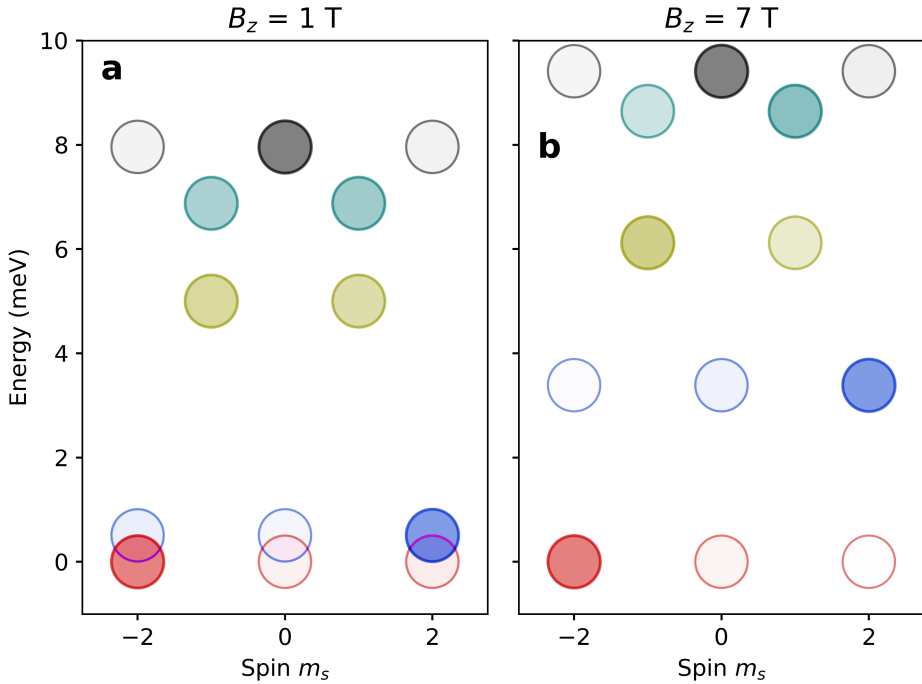 B_z = 1 T
B_z = 7 T
a
b
Energy (meV)
10
8
6
4
2
0
−2
0
2
−2
0
2
Spin m_s
Spin m_s